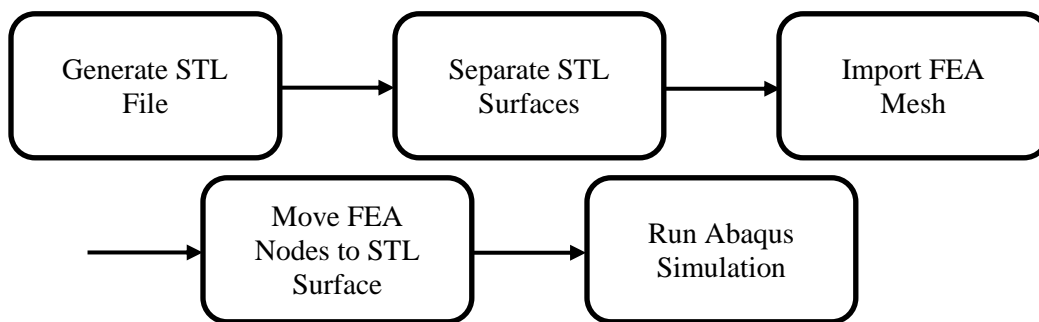 Generate STL
File
Separate STL
Surfaces
Import FEA
Mesh
Move FEA
Nodes to STL
Surface
Run Abaqus
Simulation